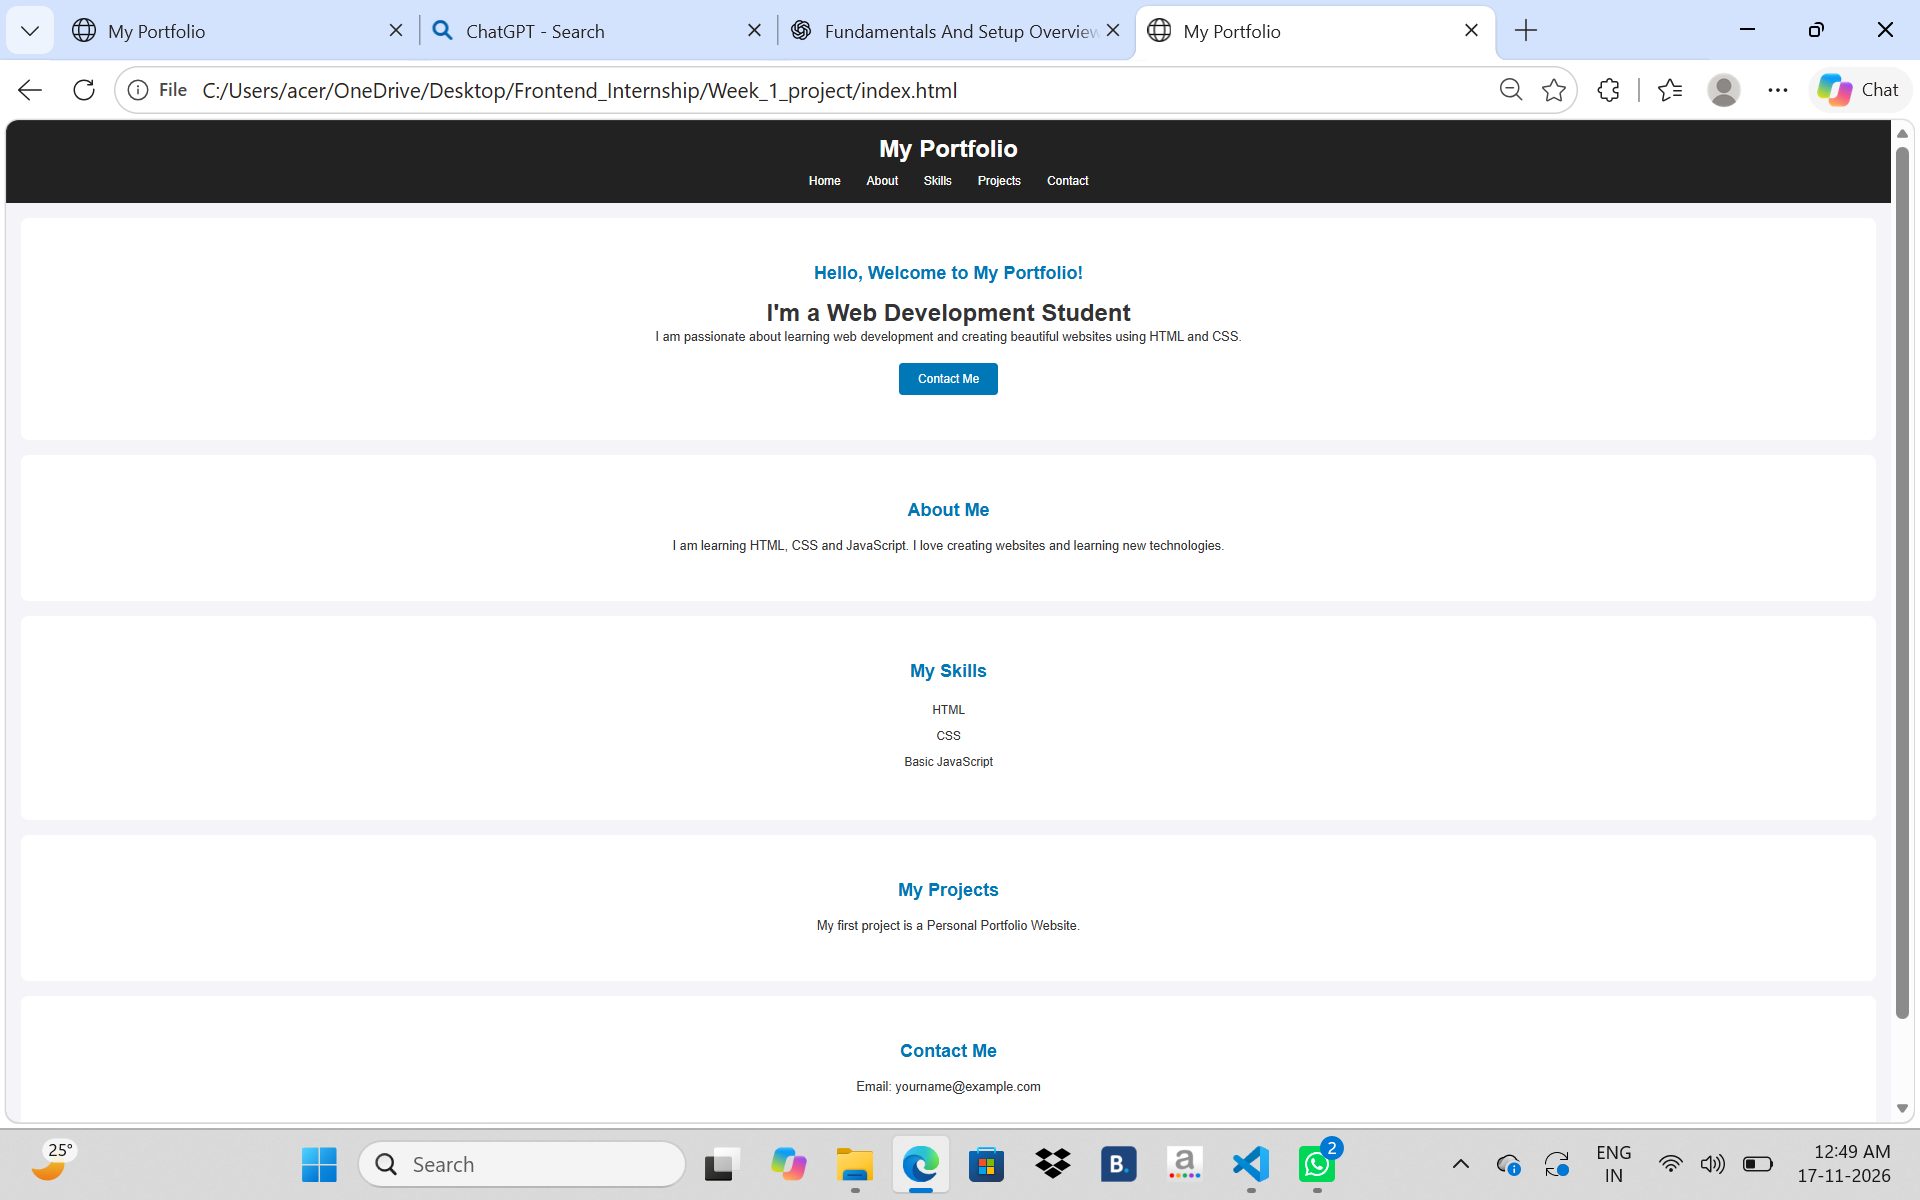 My Portfolio
ChatGPT - Search
Fundamentals And Setup Overview
My Portfolio
File C:/Users/acer/OneDrive/Desktop/Frontend_Internship/Week_1_project/index.html
Chat
My Portfolio
Home About Skills Projects Contact
Hello, Welcome to My Portfolio!
I'm a Web Development Student
I am passionate about learning web development and creating beautiful websites using HTML and CSS.
Contact Me
About Me
I am learning HTML, CSS and JavaScript. I love creating websites and learning new technologies.
My Skills
HTML
CSS
Basic JavaScript
My Projects
My first project is a Personal Portfolio Website.
Contact Me
Email: yourname@example.com
25°
Search
B.
a
2
ENG
IN
12:49 AM
17-11-2026